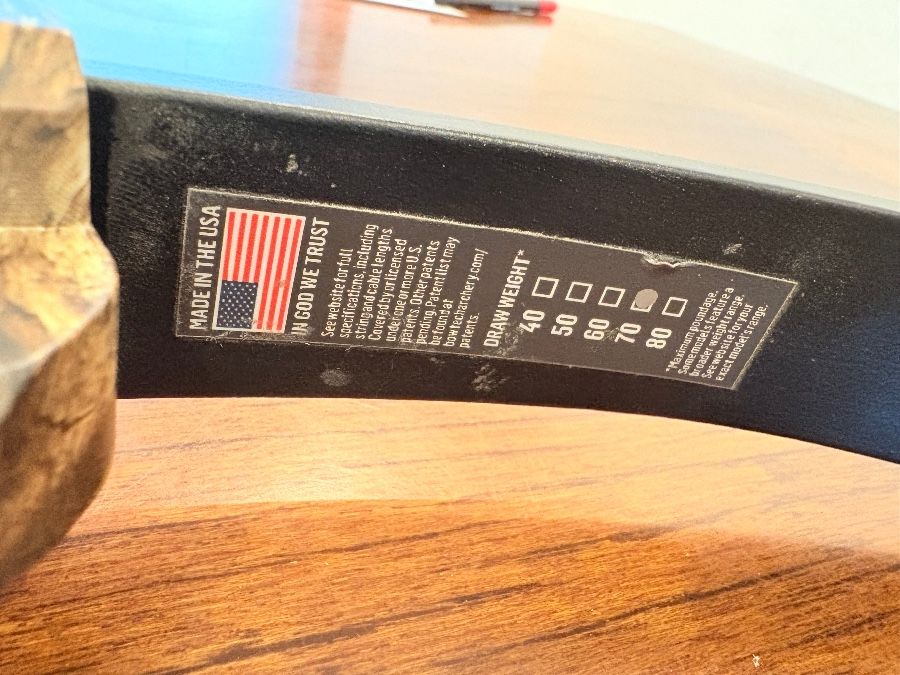 MADE IN THE USA
IN GOD WE TRUST
See website for full
specifications, including
string and cable lengths.
Covered by or licensed
under one or more U.S.
patents. Other patents
pending. Patent list may
be found at
bowtecharchery.com/
patents.
DRAW WEIGHT*
40
50
60
70
80
*Maximum poundage.
Some models feature a
broader weight range.
See website for your
exact model's range.